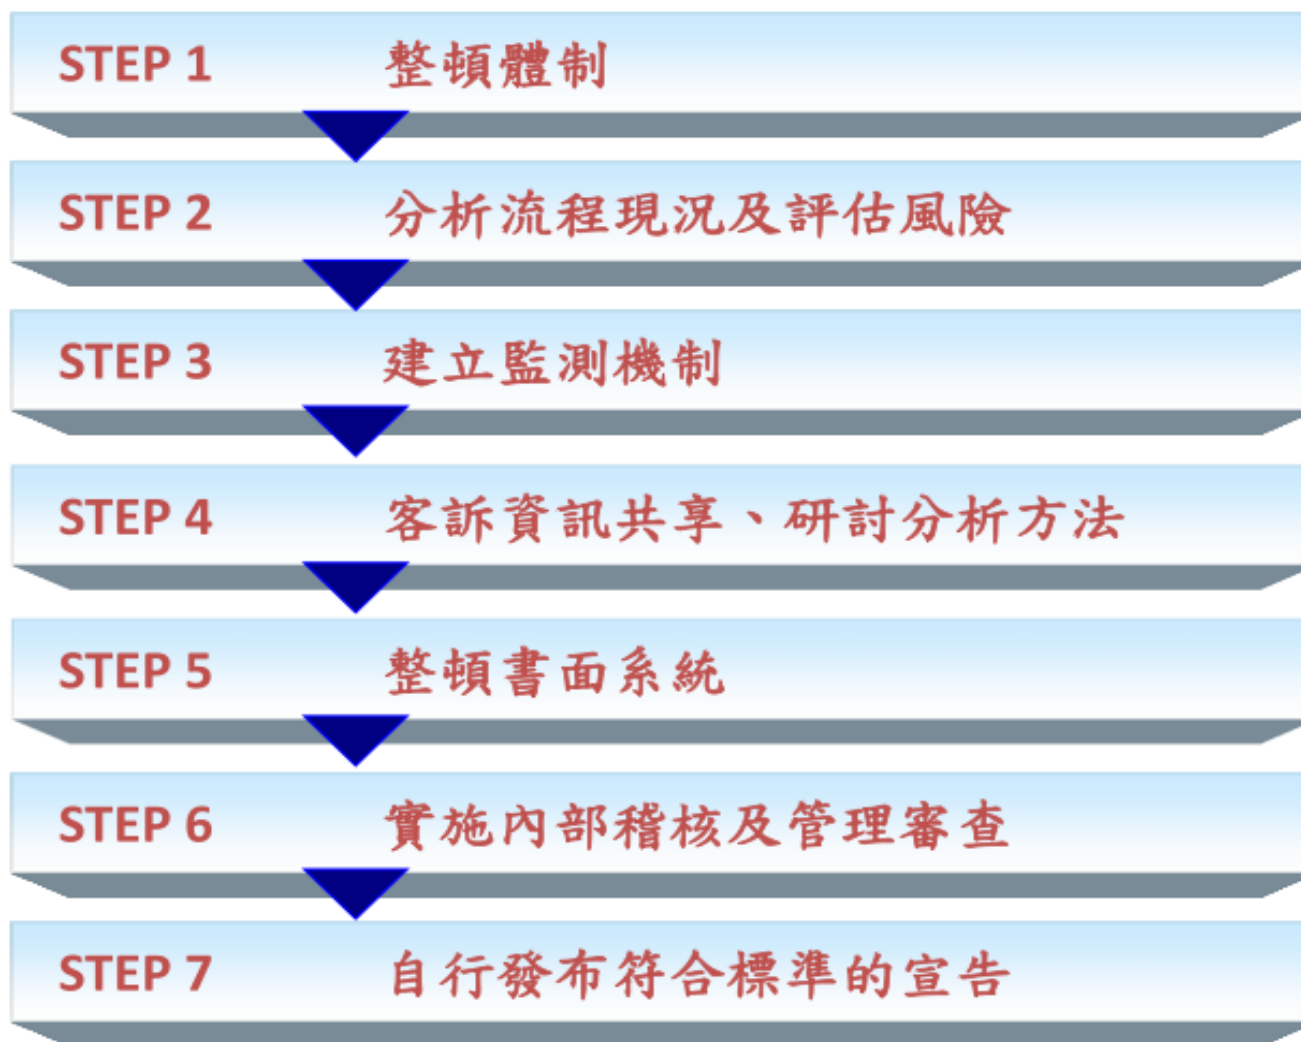 STEP 1 整頓體制
STEP 2 分析流程現況及評估風險
STEP 3 建立監測機制
STEP 4 客訴資訊共享、研討分析方法
STEP 5 整頓書面系統
STEP 6 實施內部稽核及管理審查
STEP 7 自行發布符合標準的宣告